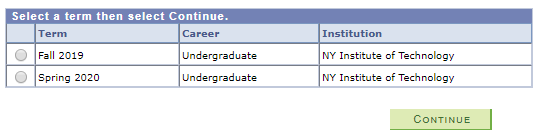 Select a term then select Continue.
Term Career Institution
Fall 2019 Undergraduate NY Institute of Technology
Spring 2020 Undergraduate NY Institute of Technology
CONTINUE